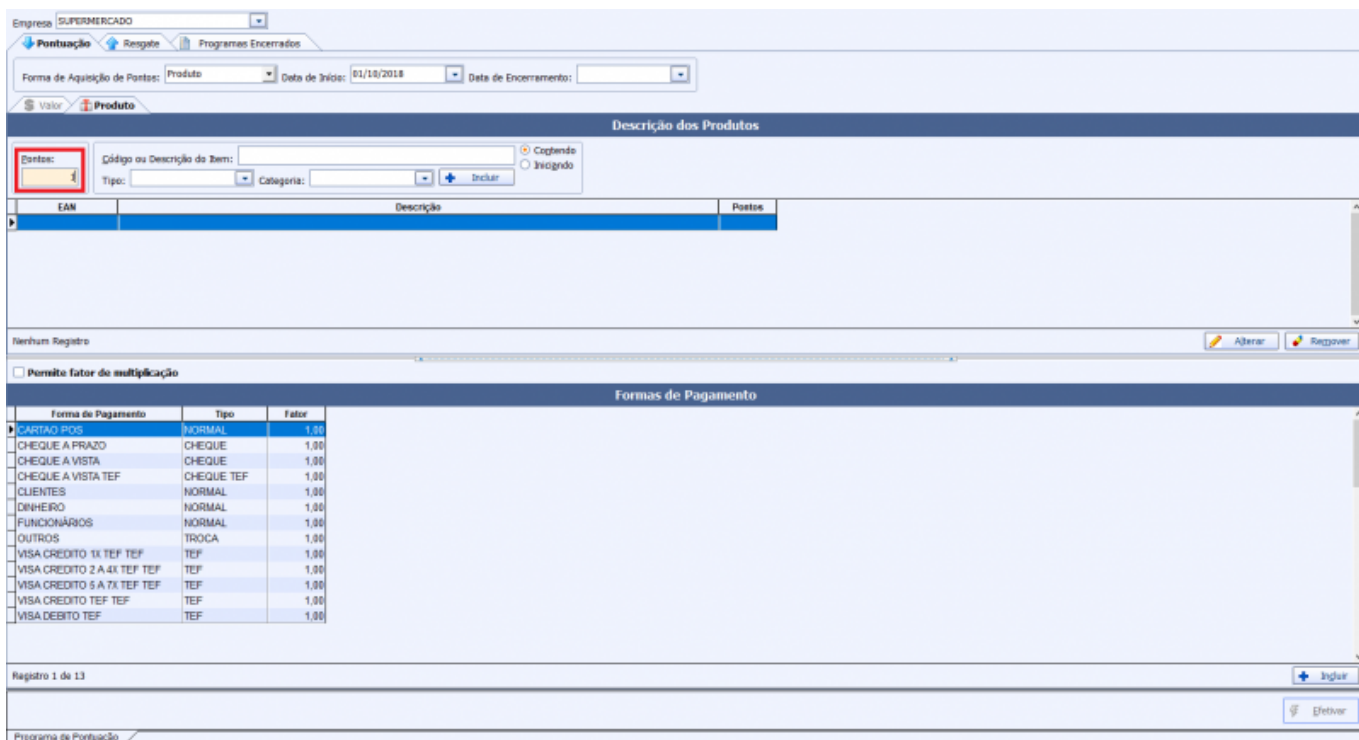 Empresa SUPERMERCADO
Pontuação Resgate Programas Encerrados
Forma de Aquisição de Pontos: Produto Data de Início: 01/10/2018 Data de Encerramento:
Valor Produto
Descrição dos Produtos
Pontos: Código ou Descrição do Item: Contendo
Iniciando
1 Tipo: Categoria: Incluir
EAN Descrição Pontos
Nenhum Registro Alterar Remover
Permite fator de multiplicação
Formas de Pagamento
Forma de Pagamento Tipo Fator
CARTAO POS NORMAL 1,00
CHEQUE A PRAZO CHEQUE 1,00
CHEQUE A VISTA CHEQUE 1,00
CHEQUE A VISTA TEF CHEQUE TEF 1,00
CLIENTES NORMAL 1,00
DINHEIRO NORMAL 1,00
FUNCIONÁRIOS NORMAL 1,00
OUTROS TROCA 1,00
VISA CREDITO 1X TEF TEF TEF 1,00
VISA CREDITO 2 A 4X TEF TEF TEF 1,00
VISA CREDITO 5 A 7X TEF TEF TEF 1,00
VISA CREDITO TEF TEF TEF 1,00
VISA DEBITO TEF TEF 1,00
Registro 1 de 13 Incluir
Efetivar
Programa de Pontuação